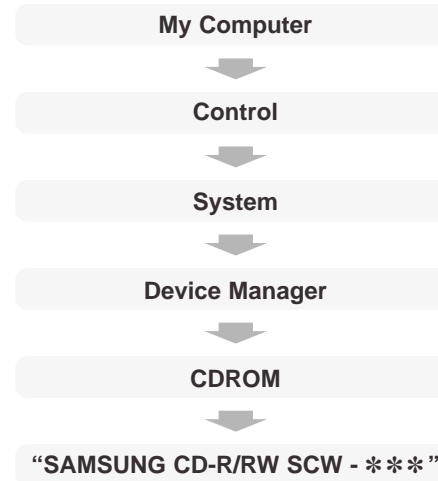 My Computer
Control
System
Device Manager
CDROM
“SAMSUNG CD-R/RW SCW - ***”